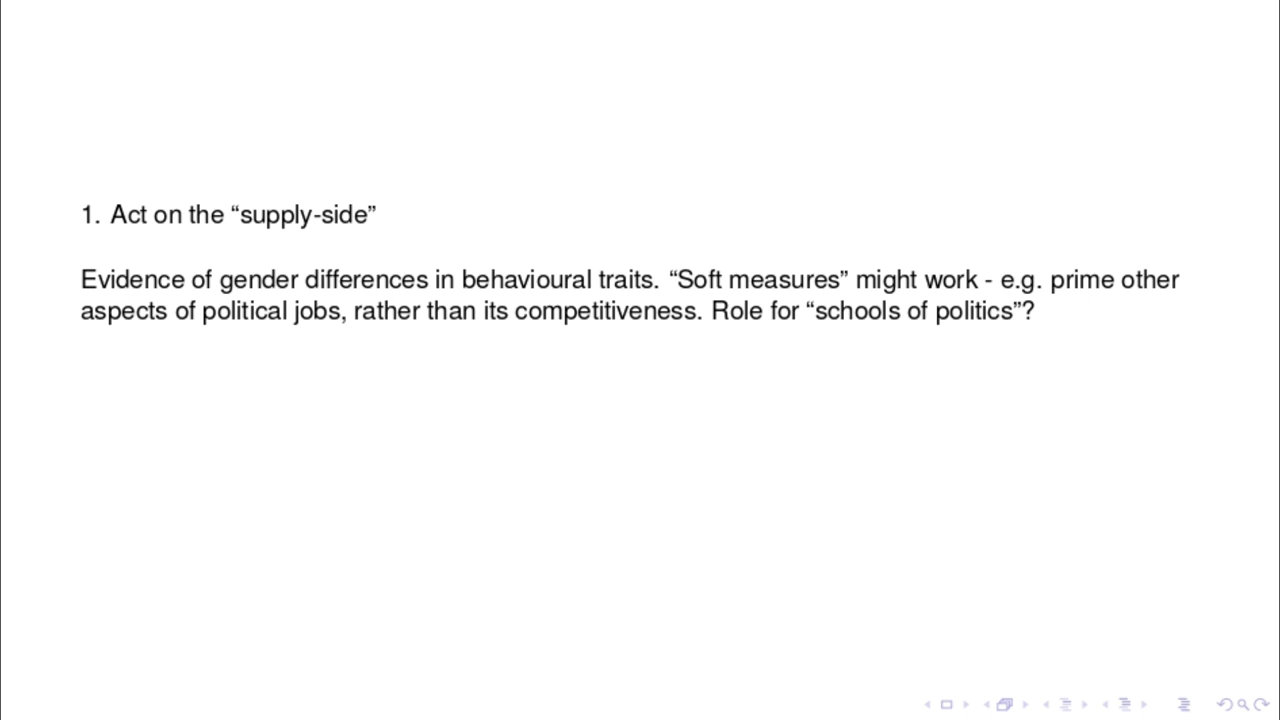 1. Act on the “supply-side”
Evidence of gender differences in behavioural traits. “Soft measures” might work - e.g. prime other
aspects of political jobs, rather than its competitiveness. Role for “schools of politics”?